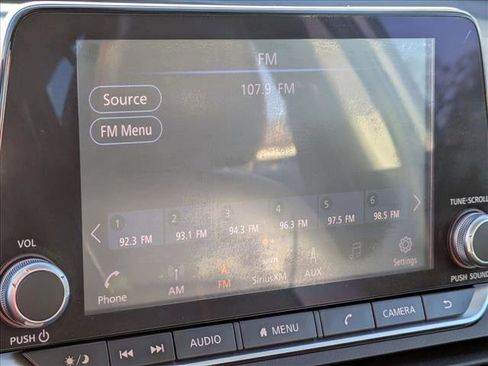 FM
Source
107.9 FM
FM Menu
1 2 3 4 5 6
92.3 FM 93.1 FM 94.3 FM 96.3 FM 97.5 FM 98.5 FM
TUNE-SCROLL
VOL
Phone AM FM SiriusXM AUX Settings
PUSH SOUND
PUSH
AUDIO MENU CAMERA